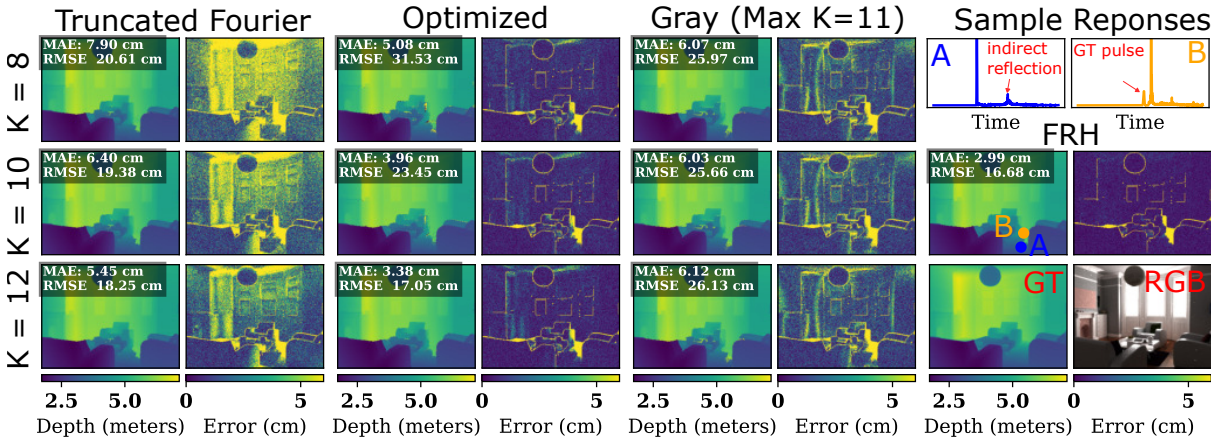 Truncated Fourier
Optimized
Gray (Max K=11)
Sample Reponses
K = 8
MAE: 7.90 cm
RMSE 20.61 cm
MAE: 5.08 cm
RMSE 31.53 cm
MAE: 6.07 cm
RMSE 25.97 cm
A
indirect
reflection
GT pulse
B
Time
Time
FRH
K = 10
MAE: 6.40 cm
RMSE 19.38 cm
MAE: 3.96 cm
RMSE 23.45 cm
MAE: 6.03 cm
RMSE 25.66 cm
MAE: 2.99 cm
RMSE 16.68 cm
B
A
K = 12
MAE: 5.45 cm
RMSE 18.25 cm
MAE: 3.38 cm
RMSE 17.05 cm
MAE: 6.12 cm
RMSE 26.13 cm
GT
RGB
2.5 5.0 0 5 2.5 5.0 0 5 2.5 5.0 0 5 2.5 5.0 0 5
Depth (meters) Error (cm) Depth (meters) Error (cm) Depth (meters) Error (cm) Depth (meters) Error (cm)